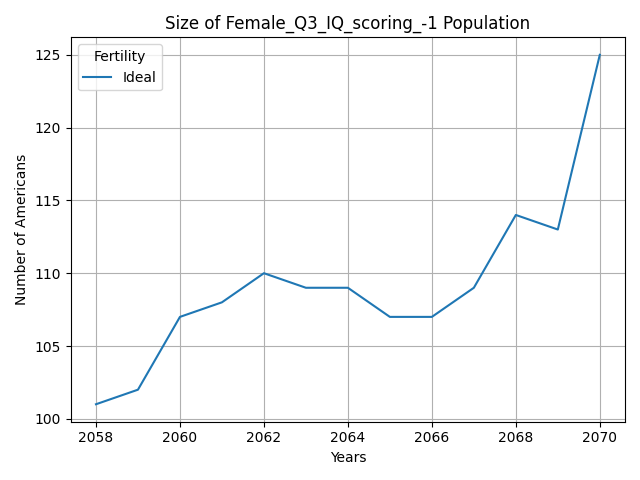 Size of Female_Q3_IQ_scoring_-1 Population
Fertility
Ideal
Number of Americans
125
120
115
110
105
100
2058 2060 2062 2064 2066 2068 2070
Years